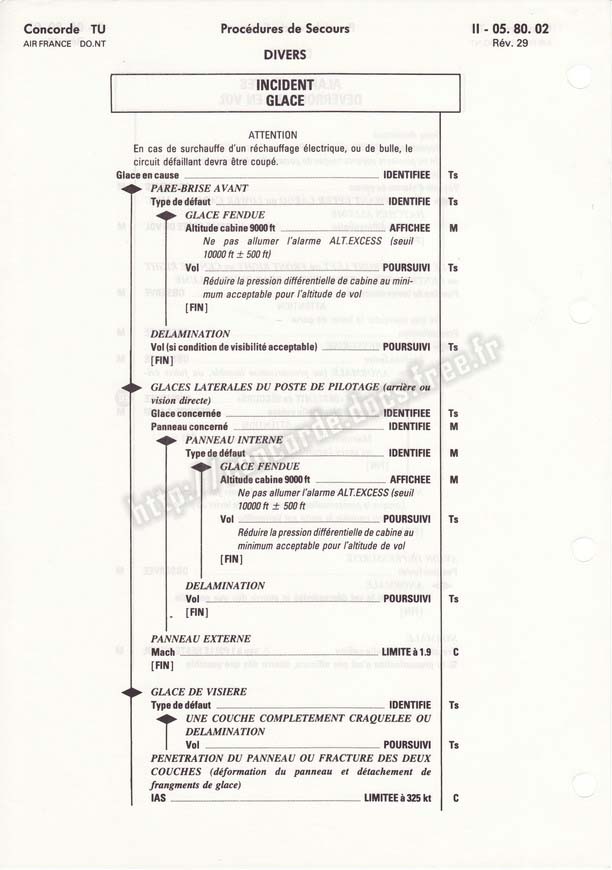 Concorde TU Procédures de Secours II - 05. 80. 02
AIR FRANCE DO.NT Rév. 29
DIVERS
INCIDENT
GLACE
ATTENTION
En cas de surchauffe d'un réchauffage électrique, ou de bulle, le
circuit défaillant devra être coupé.
Glace en cause IDENTIFIEE Ts
PARE-BRISE AVANT
Type de défaut IDENTIFIE Ts
GLACE FENDUE
Altitude cabine 9000 ft AFFICHEE M
Ne pas allumer l'alarme ALT.EXCESS (seuil
10000 ft ± 500 ft)
Vol POURSUIVI Ts
Réduire la pression différentielle de cabine au mini-
mum acceptable pour l'altitude de vol
[FIN]
DELAMINATION
Vol (si condition de visibilité acceptable) POURSUIVI Ts
[FIN]
GLACES LATERALES DU POSTE DE PILOTAGE (arrière ou
vision directe)
Glace concernée IDENTIFIEE Ts
Panneau concerné IDENTIFIE M
PANNEAU INTERNE
Type de défaut IDENTIFIE M
GLACE FENDUE
Altitude cabine 9000 ft AFFICHEE M
Ne pas allumer l'alarme ALT.EXCESS (seuil
10000 ft ± 500 ft
Vol POURSUIVI Ts
Réduire la pression différentielle de cabine au
minimum acceptable pour l'altitude de vol
[FIN]
DELAMINATION
Vol POURSUIVI Ts
[FIN]
PANNEAU EXTERNE
Mach LIMITE à 1.9 C
[FIN]
GLACE DE VISIERE
Type de défaut IDENTIFIE Ts
UNE COUCHE COMPLETEMENT CRAQUELEE OU
DELAMINATION
Vol POURSUIVI Ts
PENETRATION DU PANNEAU OU FRACTURE DES DEUX
COUCHES (déformation du panneau et détachement de
frangments de glace)
IAS LIMITEE à 325 kt C
http://concorde.docs.free.fr